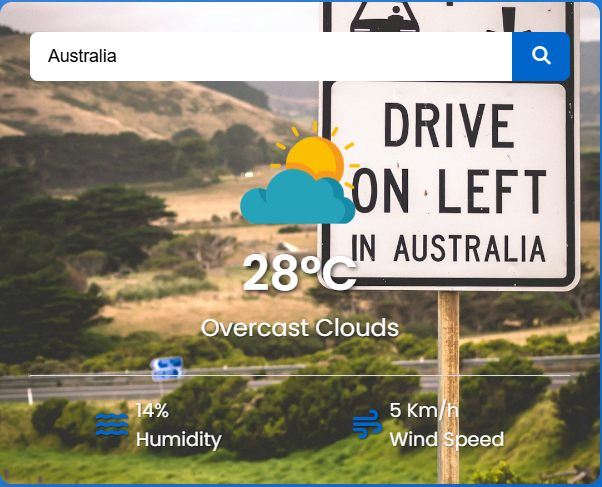 Australia
DRIVE
ON LEFT
IN AUSTRALIA
28°C
Overcast Clouds
14%
Humidity
5 Km/h
Wind Speed